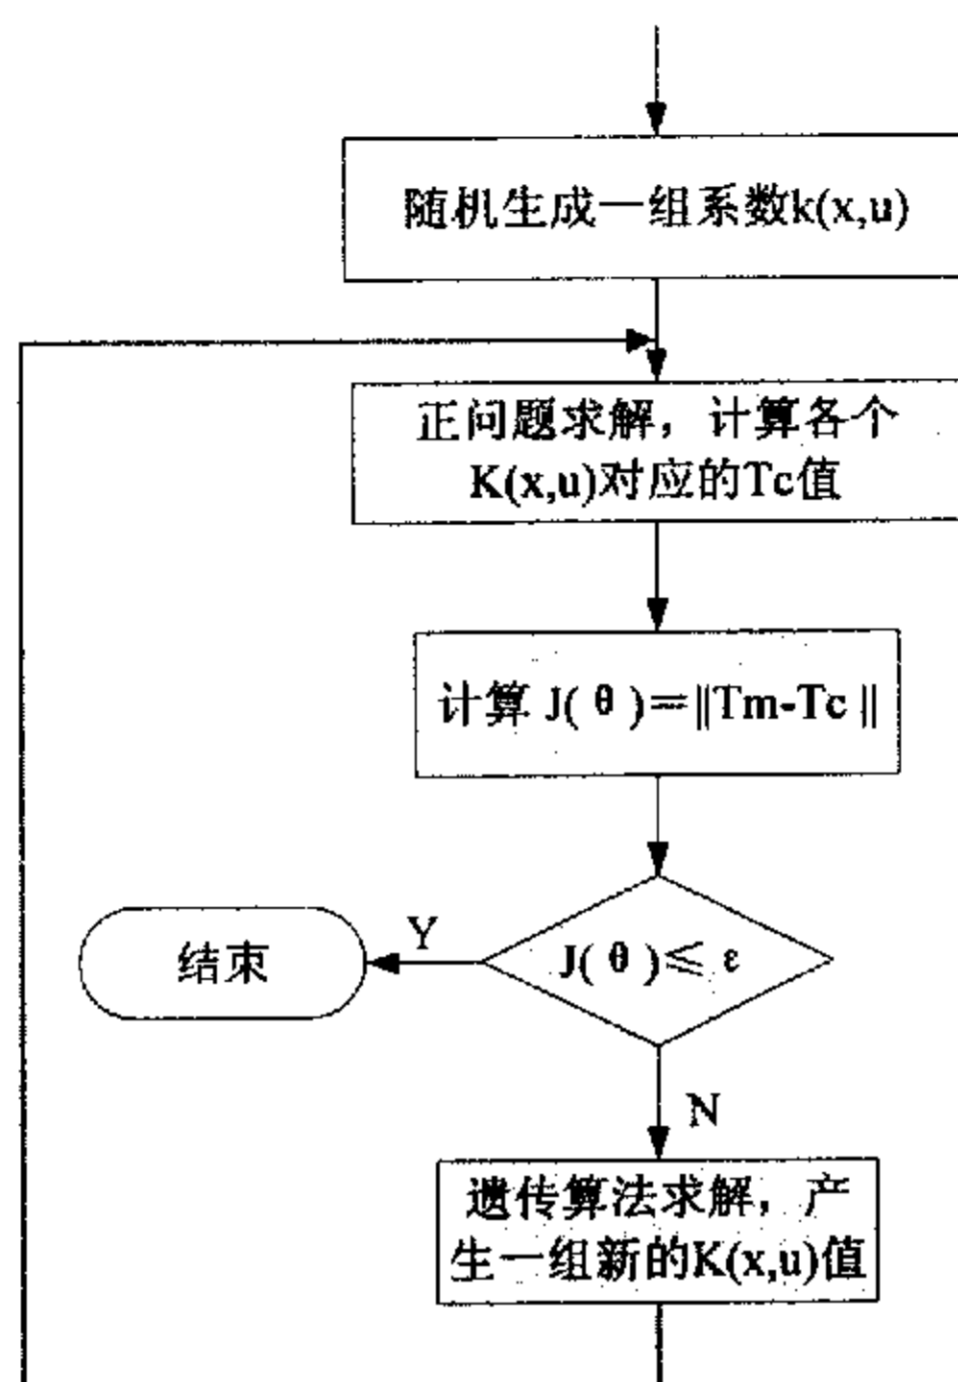 随机生成一组系数k(x,u)
正问题求解，计算各个
K(x,u)对应的Tc值
计算 J(θ)=||Tm-Tc||
J(θ)≤ ε
Y
结束
N
遗传算法求解，产
生一组新的K(x,u)值